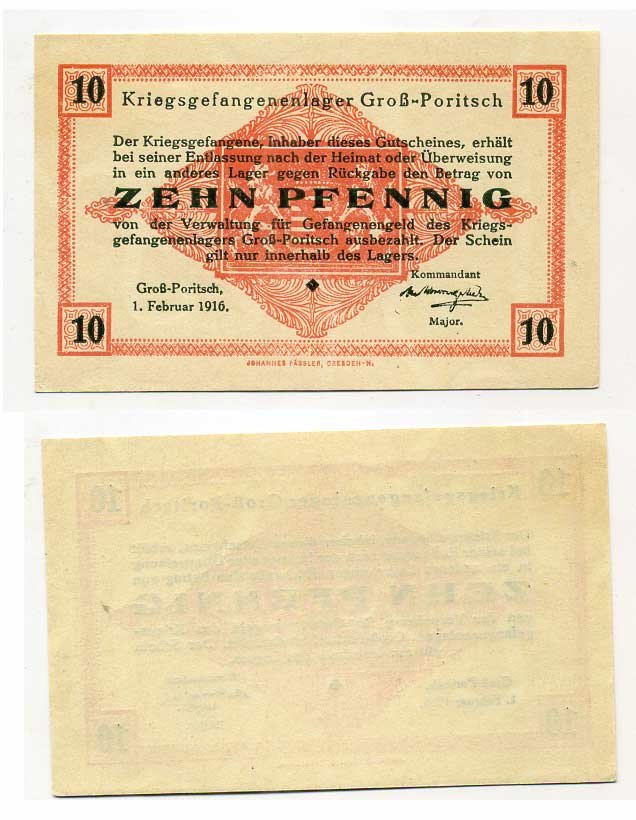 10 Kriegsgefangenenlager Groß-Poritsch 10
Der Kriegsgefangene, Inhaber dieses Gutscheines, erhält
bei seiner Entlassung nach der Heimat oder Überweisung
in ein anderes Lager gegen Rückgabe den Betrag von
ZEHN PFENNIG
von der Verwaltung für Gefangenengeld des Kriegs-
gefangenenlagers Groß-Poritsch ausbezahlt. Der Schein
gilt nur innerhalb des Lagers.
Groß-Poritsch,
1. Februar 1916.
Kommandant
Major.
10 10
JOHANNES PÄSSLER, DRESDEN-N.